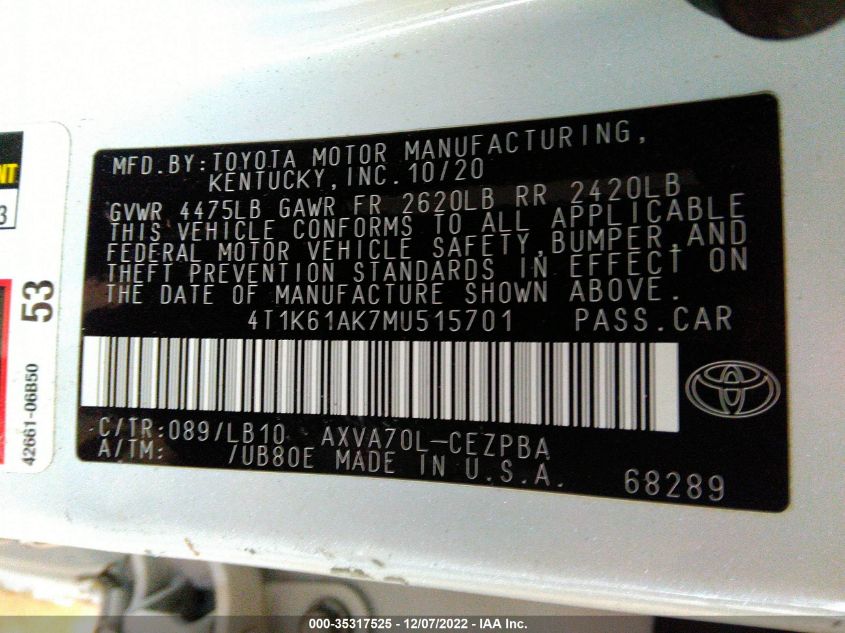 MFD.BY:TOYOTA MOTOR MANUFACTURING,
KENTUCKY,INC.10/20
GVWR 4475LB GAWR FR 2620LB RR 2420LB
THIS VEHICLE CONFORMS TO ALL APPLICABLE
FEDERAL MOTOR VEHICLE SAFETY,BUMPER,AND
THEFT PREVENTION STANDARDS IN EFFECT ON
THE DATE OF MANUFACTURE SHOWN ABOVE.
4T1K61AK7MU515701 PASS.CAR
C/TR:089/LB10 AXVA70L-CEZPBA
A/TM: /UB80E MADE IN U.S.A.
68289
53
42661-06B50
000-35317525 - 12/07/2022 - IAA Inc.